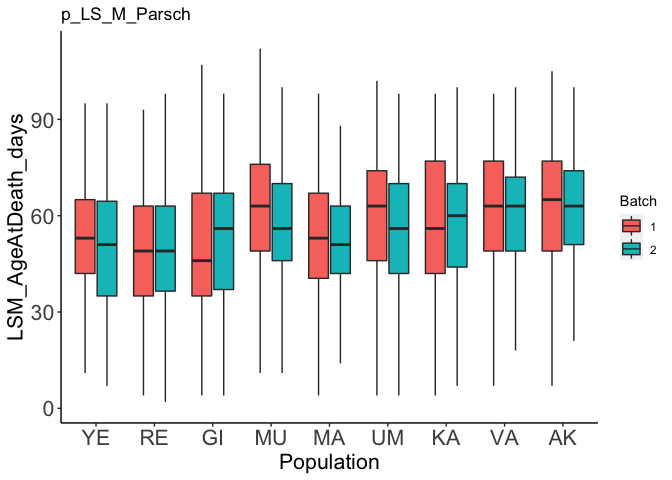 p_LS_M_Parsch
LSM_AgeAtDeath_days
90
60
30
0
YE RE GI MU MA UM KA VA AK
Population
Batch
1
2